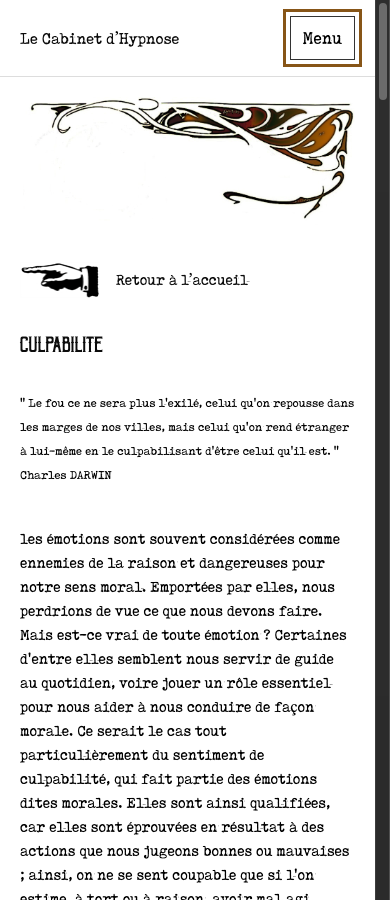 Le Cabinet d'Hypnose
Menu
Retour à l'accueil
CULPABILITE
" Le fou ce ne sera plus l'exilé, celui qu'on repousse dans
les marges de nos villes, mais celui qu'on rend étranger
à lui-même en le culpabilisant d'être celui qu'il est. "
Charles DARWIN
les émotions sont souvent considérées comme
ennemies de la raison et dangereuses pour
notre sens moral. Emportées par elles, nous
perdrions de vue ce que nous devons faire.
Mais est-ce vrai de toute émotion ? Certaines
d'entre elles semblent nous servir de guide
au quotidien, voire jouer un rôle essentiel
pour nous aider à nous conduire de façon
morale. Ce serait le cas tout
particulièrement du sentiment de
culpabilité, qui fait partie des émotions
dites morales. Elles sont ainsi qualifiées,
car elles sont éprouvées en résultat à des
actions que nous jugeons bonnes ou mauvaises
; ainsi, on ne se sent coupable que si l'on
estime, à tort ou à raison, avoir mal agi